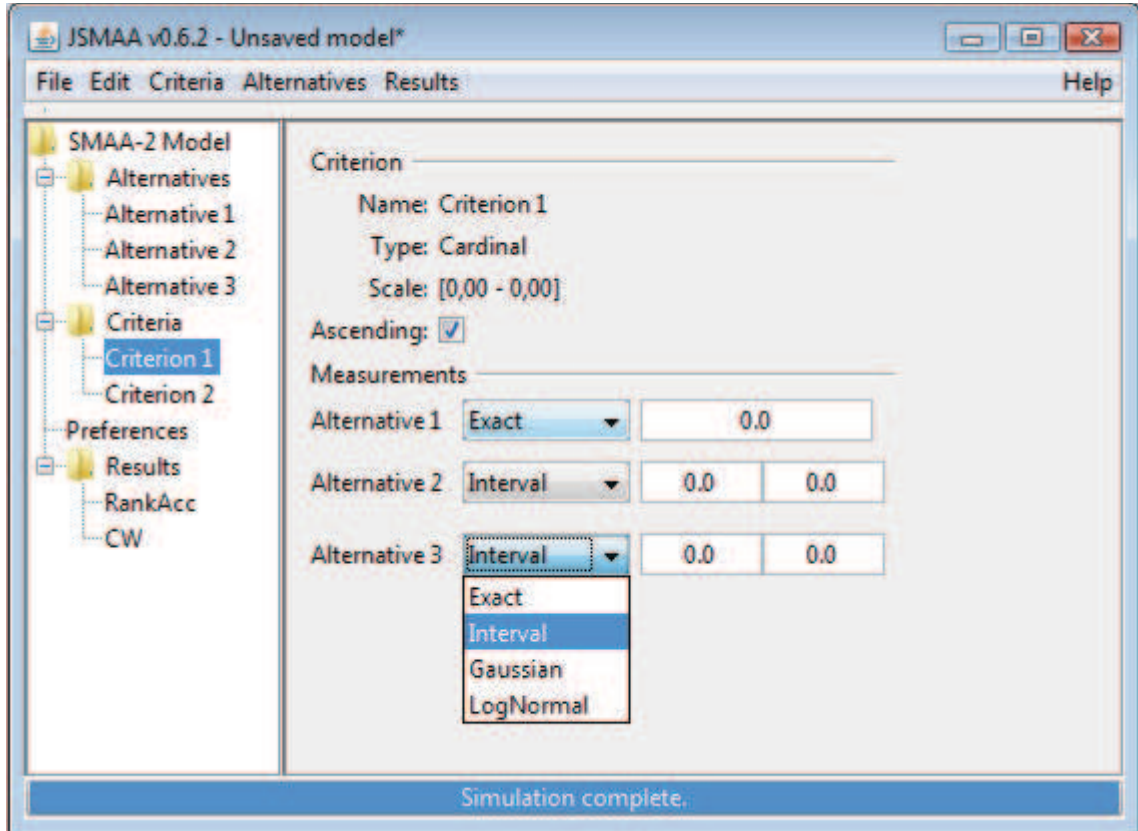 JSMAA v0.6.2 - Unsaved model*
File Edit Criteria Alternatives Results Help
SMAA-2 Model
Alternatives
Alternative 1
Alternative 2
Alternative 3
Criteria
Criterion 1
Criterion 2
Preferences
Results
RankAcc
CW
Criterion
Name: Criterion 1
Type: Cardinal
Scale: [0,00 - 0,00]
Ascending:
Measurements
Alternative 1 Exact 0.0
Alternative 2 Interval 0.0 0.0
Alternative 3 Interval 0.0 0.0
Exact
Interval
Gaussian
LogNormal
Simulation complete.